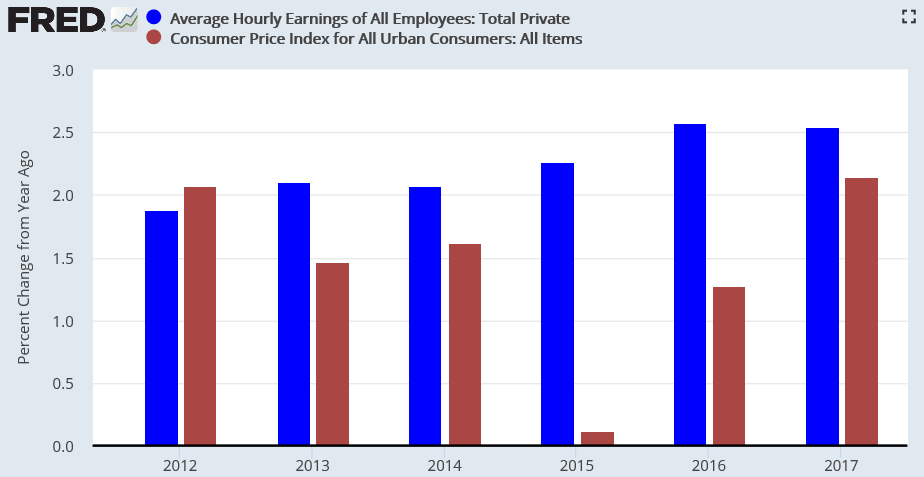 FRED
Average Hourly Earnings of All Employees: Total Private
Consumer Price Index for All Urban Consumers: All Items
Percent Change from Year Ago
3.0
2.5
2.0
1.5
1.0
0.5
0.0
2012 2013 2014 2015 2016 2017